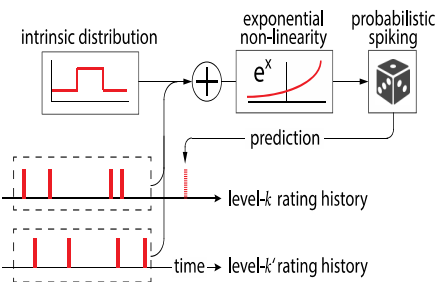 exponential
non-linearity
probabilistic
spiking
intrinsic distribution
e^x
prediction
level-k rating history
time
level-k' rating history